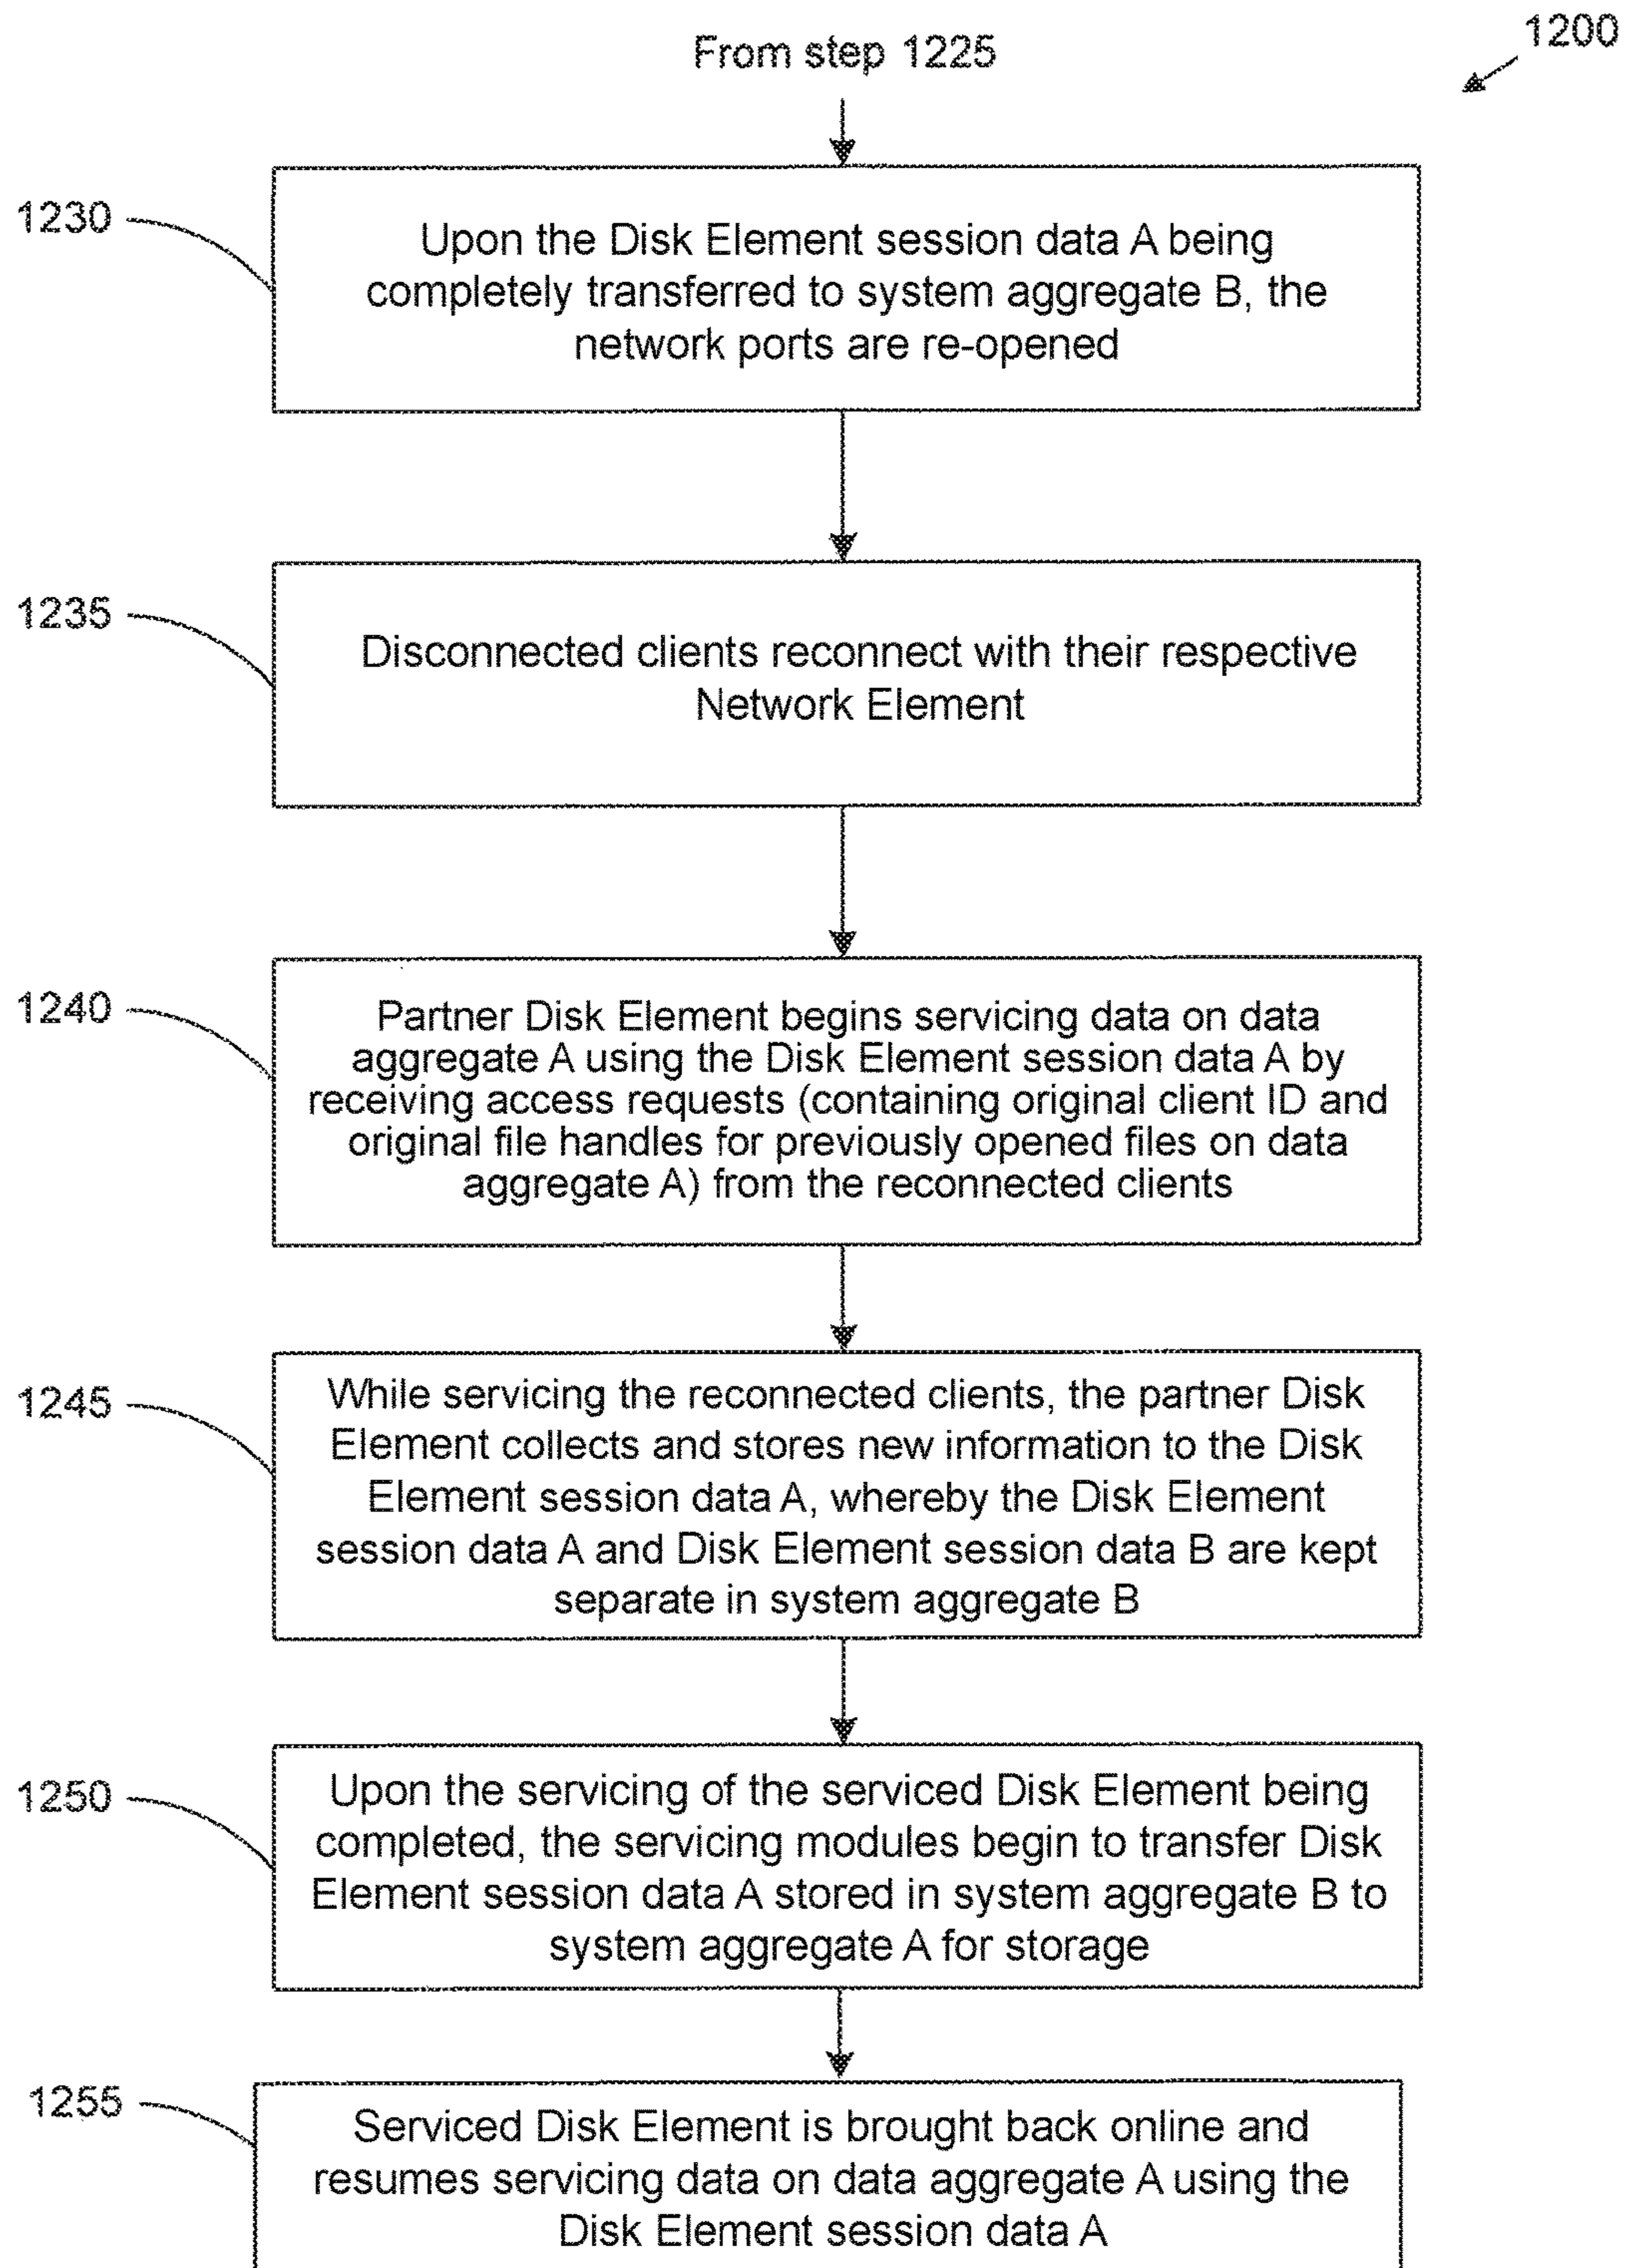 1200
From step 1225
1230
Upon the Disk Element session data A being
completely transferred to system aggregate B, the
network ports are re-opened
1235
Disconnected clients reconnect with their respective
Network Element
1240
Partner Disk Element begins servicing data on data
aggregate A using the Disk Element session data A by
receiving access requests (containing original client ID and
original file handles for previously opened files on data
aggregate A) from the reconnected clients
1245
While servicing the reconnected clients, the partner Disk
Element collects and stores new information to the Disk
Element session data A, whereby the Disk Element
session data A and Disk Element session data B are kept
separate in system aggregate B
1250
Upon the servicing of the serviced Disk Element being
completed, the servicing modules begin to transfer Disk
Element session data A stored in system aggregate B to
system aggregate A for storage
1255
Serviced Disk Element is brought back online and
resumes servicing data on data aggregate A using the
Disk Element session data A